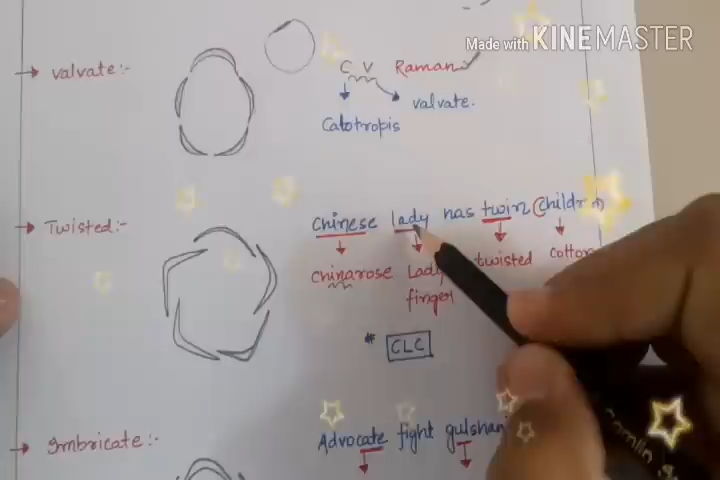 Made with KINEMASTER
→ Valvate:-
C V Raman
Calotropis
valvate.
→ Twisted:-
Chinese lady has twin
Chinarose Lady twisted cotton
finger
* CLC
→ Imbricate:-
Advocate fight gulshan